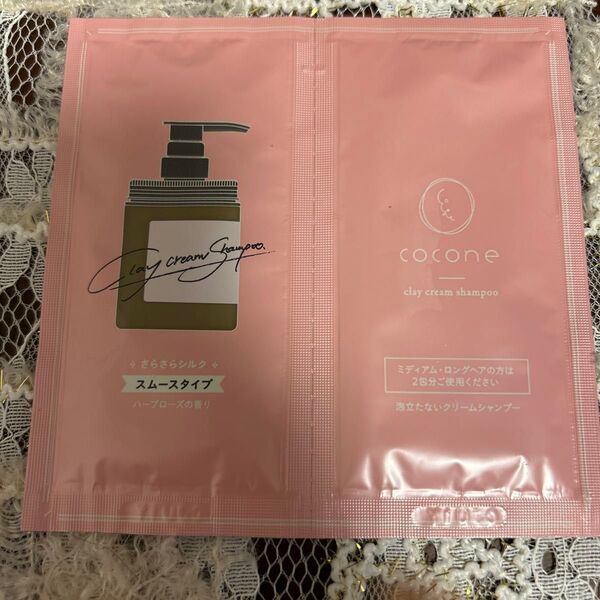 Clay cream Shampoo.
さらさらシルク
スムースタイプ
ハーブローズの香り
cocone
clay cream shampoo
ミディアム・ロングヘアの方は
2包分ご使用ください
泡立たないクリームシャンプー